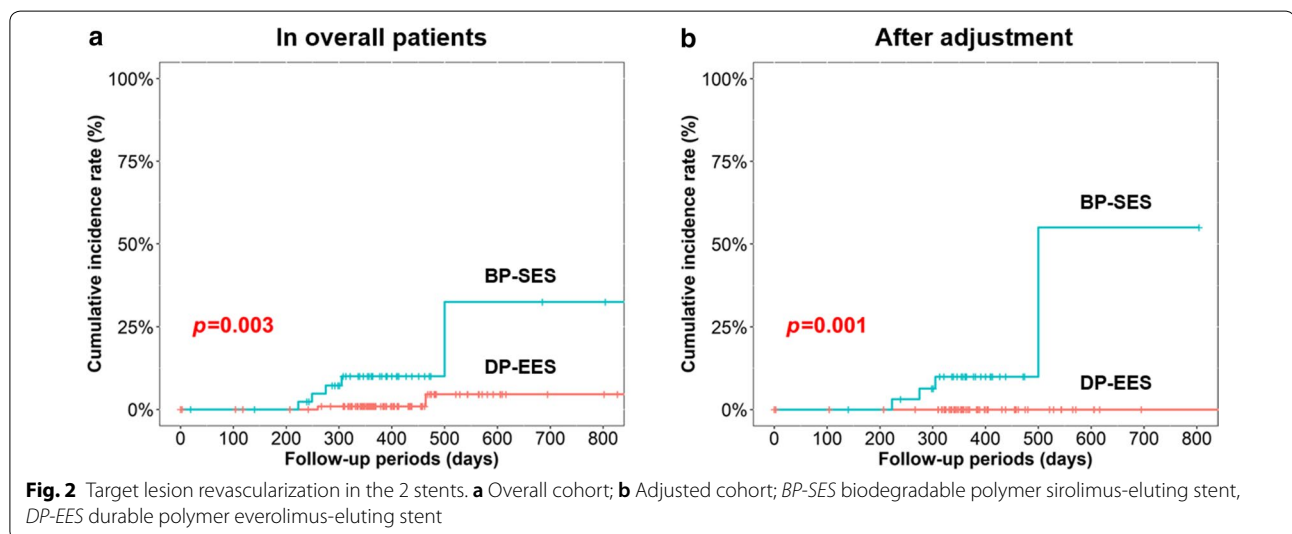 a In overall patients
100%
75%
50%
25%
0%
Cumulative incidence rate (%)
BP-SES
p=0.003
DP-EES
0 100 200 300 400 500 600 700 800
Follow-up periods (days)
b After adjustment
100%
75%
50%
25%
0%
Cumulative incidence rate (%)
BP-SES
p=0.001
DP-EES
0 100 200 300 400 500 600 700 800
Follow-up periods (days)
Fig. 2 Target lesion revascularization in the 2 stents. a Overall cohort; b Adjusted cohort; BP-SES biodegradable polymer sirolimus-eluting stent,
DP-EES durable polymer everolimus-eluting stent